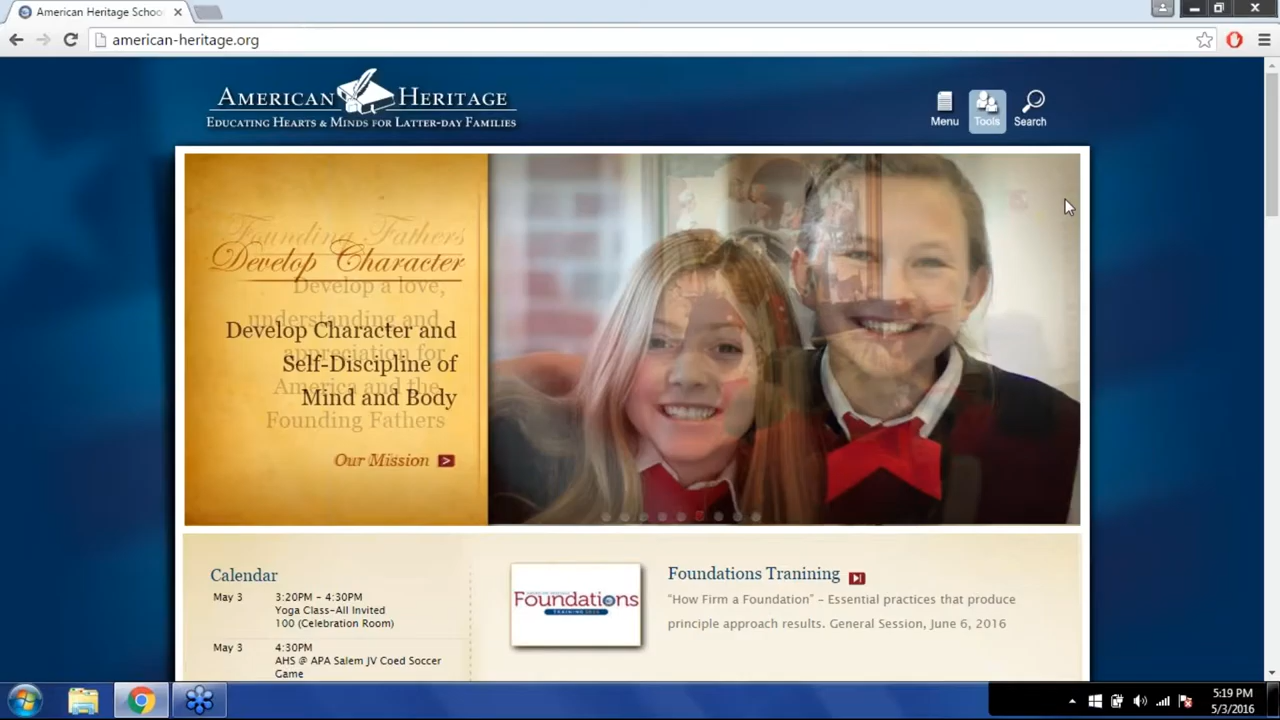 American Heritage Schoo
american-heritage.org
AMERICAN HERITAGE
EDUCATING HEARTS & MINDS FOR LATTER-DAY FAMILIES
Menu
Tools
Search
Founding Fathers
Develop Character
Develop a love,
understanding and
appreciation for
America and the
Founding Fathers
Develop Character and
Self-Discipline of
Mind and Body
Our Mission
Calendar
May 3
3:20PM - 4:30PM
Yoga Class-All Invited
100 (Celebration Room)
May 3
4:30PM
AHS @ APA Salem JV Coed Soccer
Game
Foundations
Foundations Tranining
"How Firm a Foundation" – Essential practices that produce
principle approach results. General Session, June 6, 2016
5:19 PM
5/3/2016